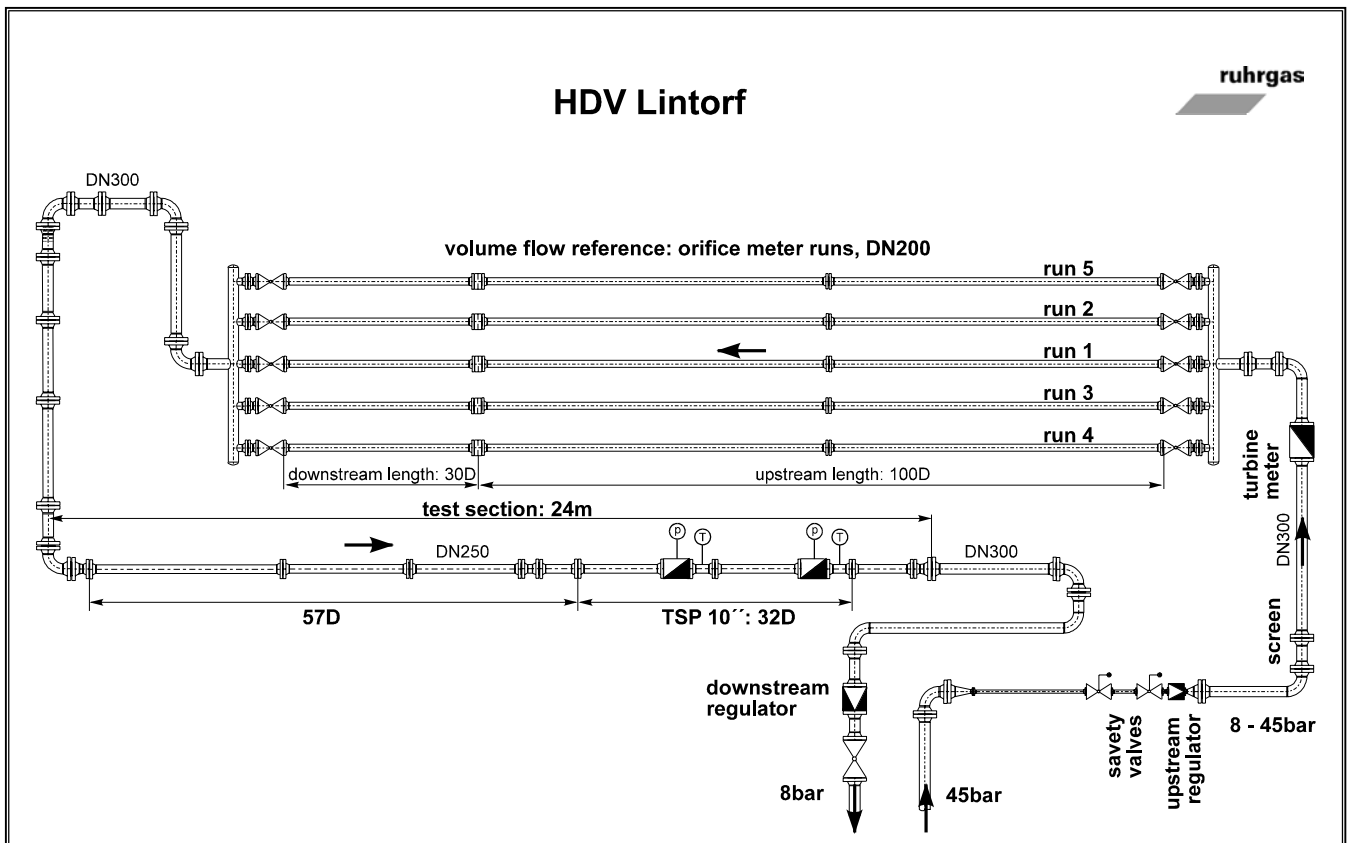 ruhrgas
HDV Lintorf
DN300
volume flow reference: orifice meter runs, DN200
run 5
run 2
run 1
run 3
run 4
downstream length: 30D
upstream length: 100D
turbine
meter
test section: 24m
P
T
P
T
DN250
DN300
DN300
57D
TSP 10´´: 32D
screen
downstream
regulator
savety
valves
upstream
regulator
8 - 45bar
8bar
45bar